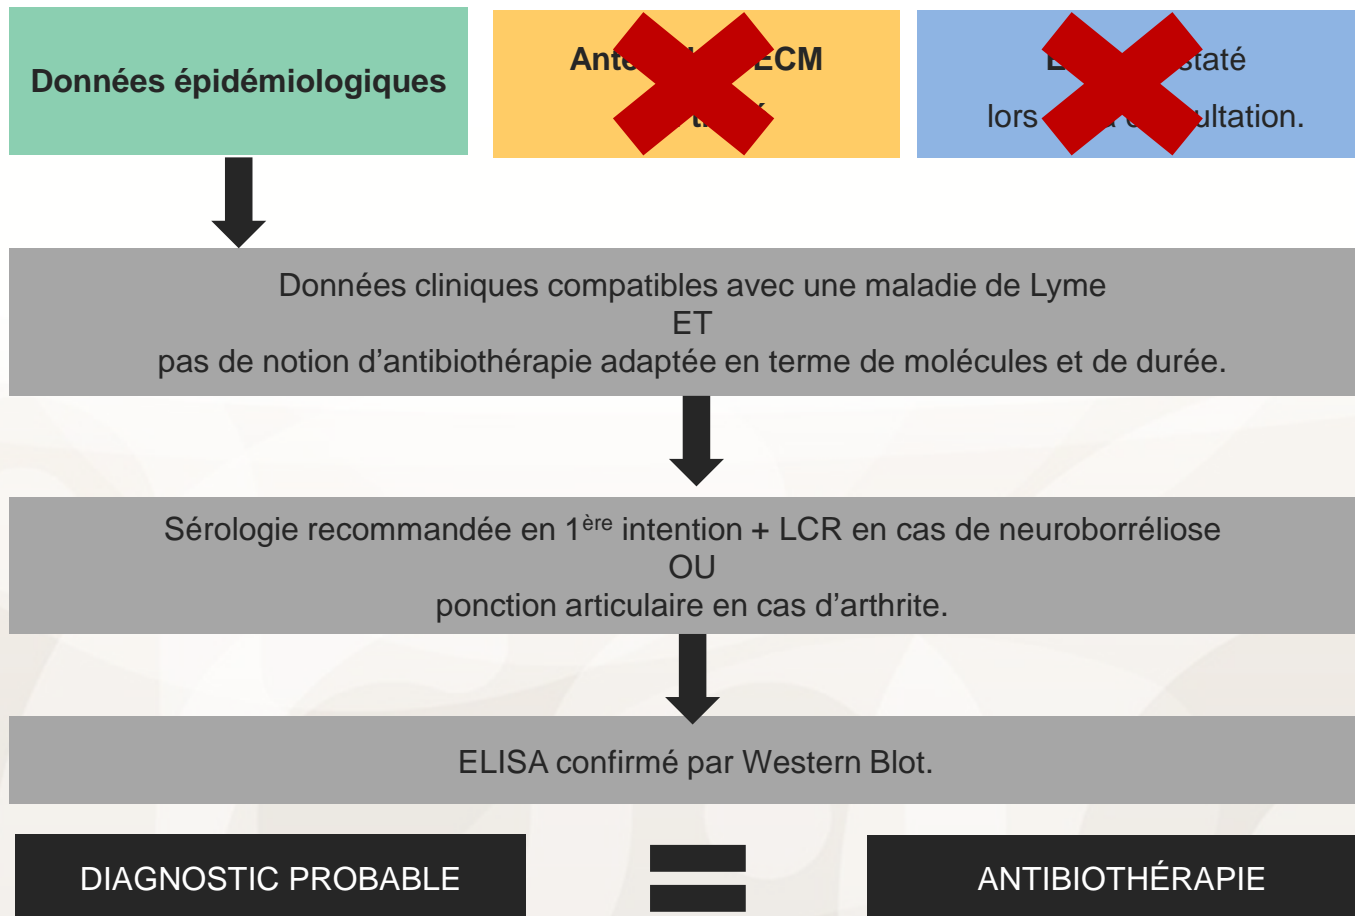 Données épidémiologiques
ECM
staté
lors ultation.
Données cliniques compatibles avec une maladie de Lyme
ET
pas de notion d’antibiothérapie adaptée en terme de molécules et de durée.
Sérologie recommandée en 1ère intention + LCR en cas de neuroborréliose
OU
ponction articulaire en cas d’arthrite.
ELISA confirmé par Western Blot.
DIAGNOSTIC PROBABLE
ANTIBIOTHÉRAPIE